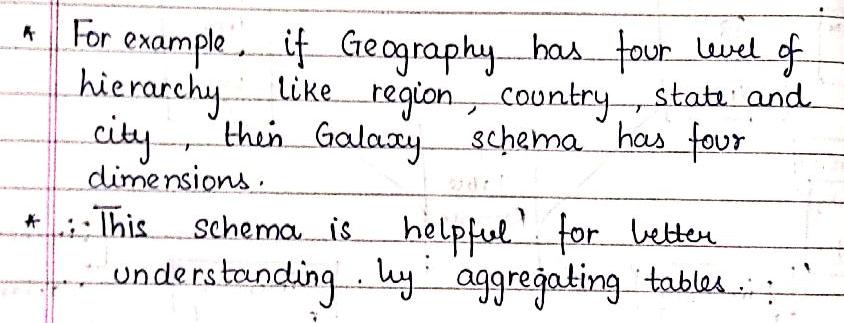 * For example, if Geography has four level of
hierarchy like region, country, state and
city, then Galaxy schema has four
dimensions.
* This schema is helpful for better
understanding. by aggregating tables.